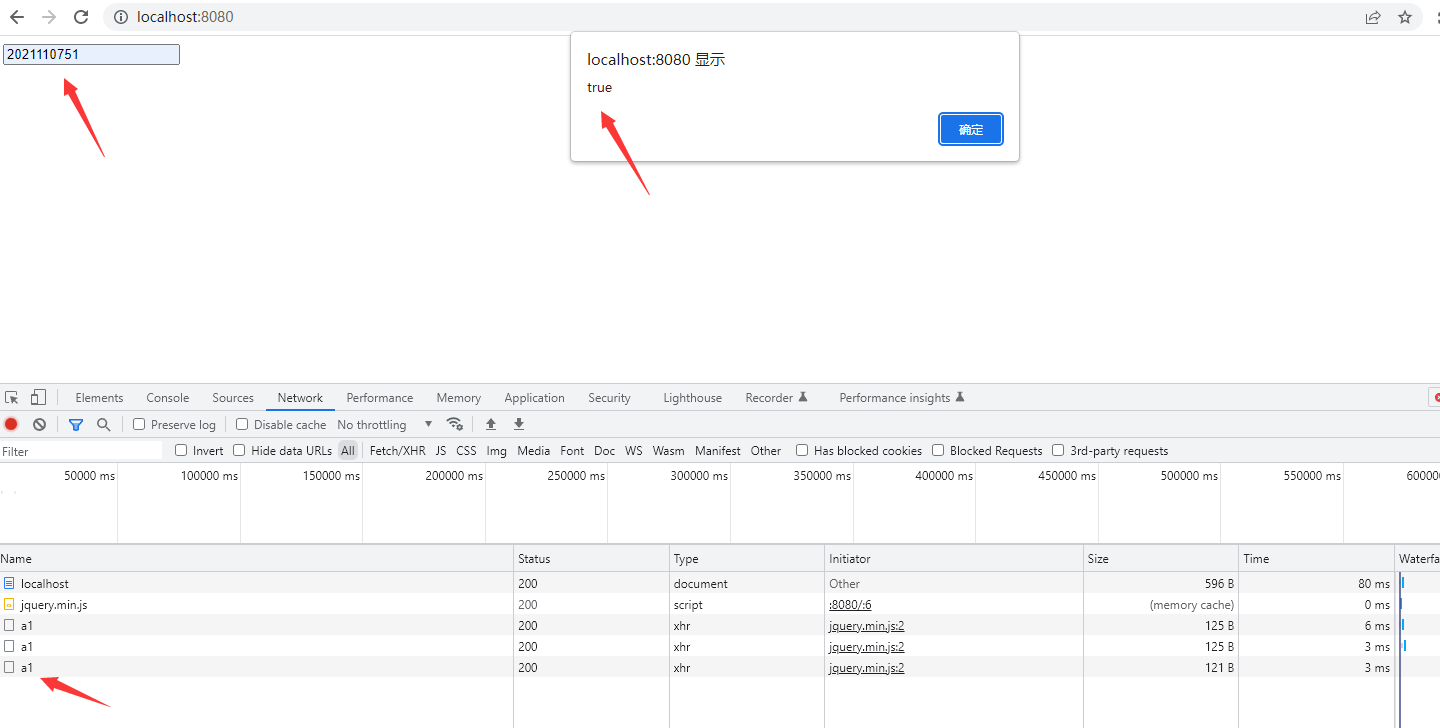 localhost:8080
2021110751
localhost:8080 显示
true
确定
Elements Console Sources Network Performance Memory Application Security Lighthouse Recorder Performance insights
Preserve log Disable cache No throttling
Filter Invert Hide data URLs All Fetch/XHR JS CSS Img Media Font Doc WS Wasm Manifest Other Has blocked cookies Blocked Requests 3rd-party requests
50000 ms 100000 ms 150000 ms 200000 ms 250000 ms 300000 ms 350000 ms 400000 ms 450000 ms 500000 ms 550000 ms 60000
Name Status Type Initiator Size Time Waterfa
localhost 200 document Other 596 B 80 ms
jquery.min.js 200 script :8080/:6 (memory cache) 0 ms
a1 200 xhr jquery.min.js:2 125 B 6 ms
a1 200 xhr jquery.min.js:2 125 B 3 ms
a1 200 xhr jquery.min.js:2 121 B 3 ms